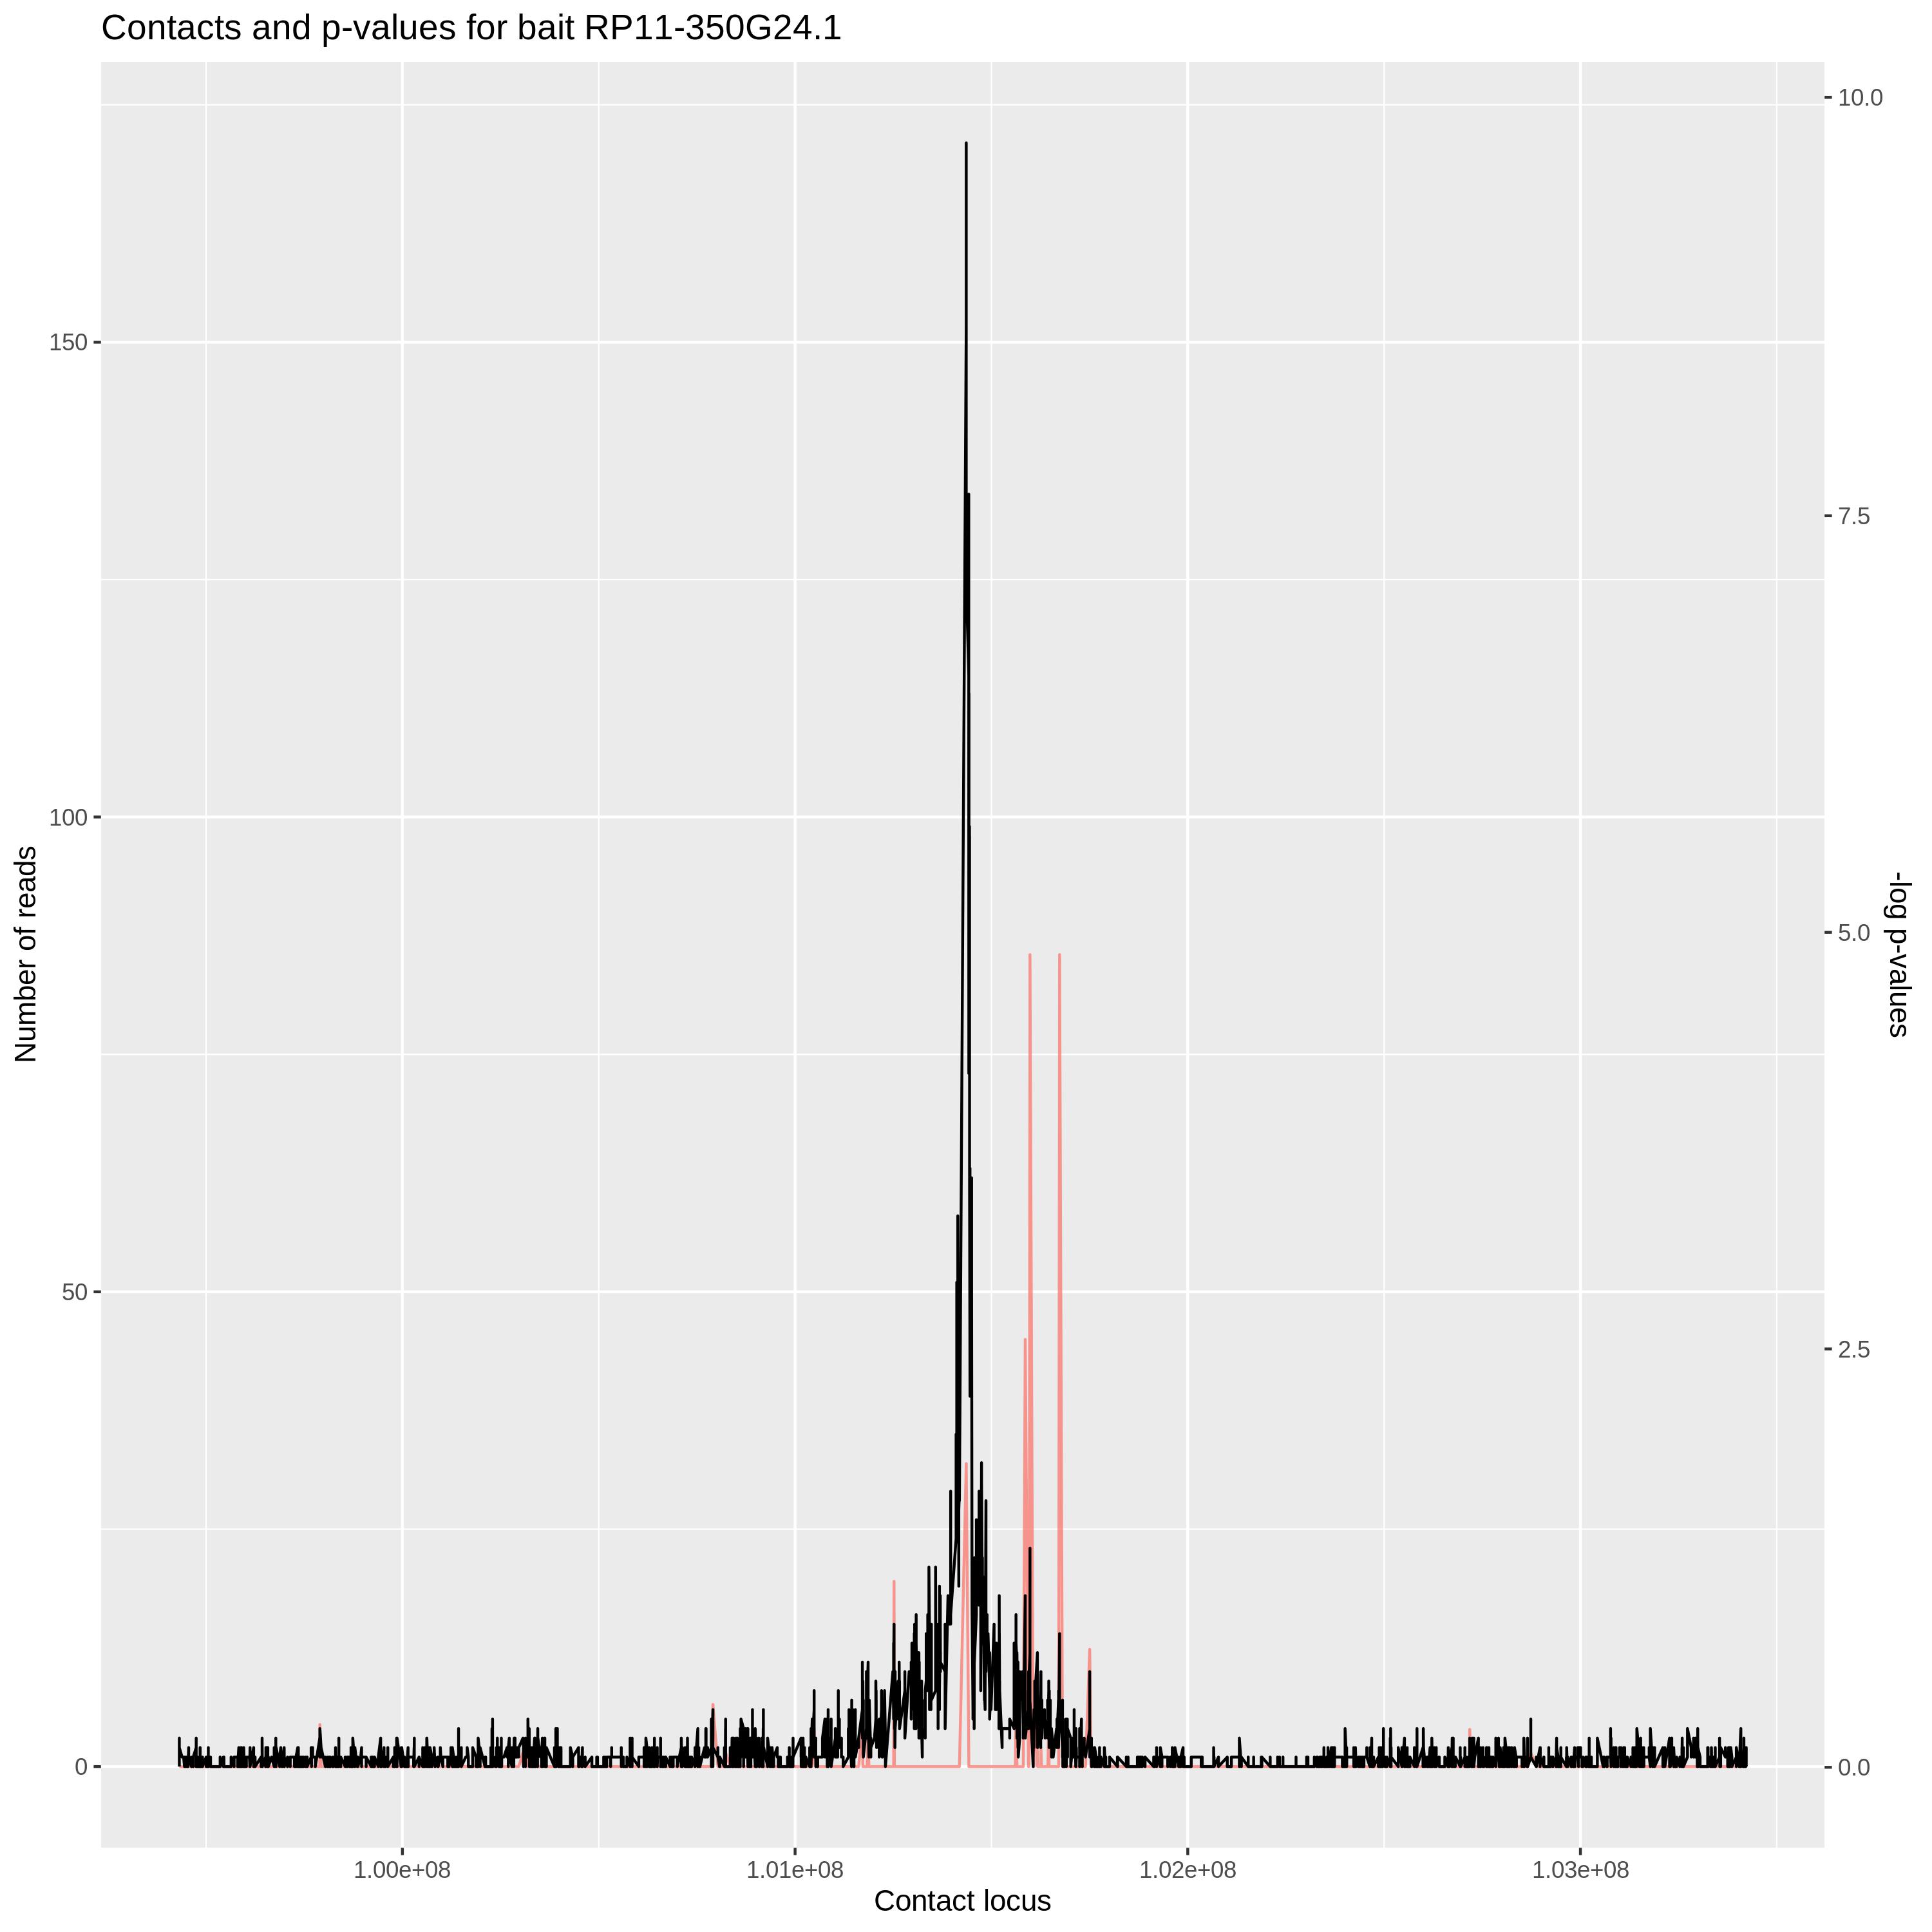 Contacts and p-values for bait RP11-350G24.1
Number of reads
150
100
50
0
10.0
7.5
5.0
2.5
0.0
-log p-values
1.00e+08 1.01e+08 1.02e+08 1.03e+08
Contact locus